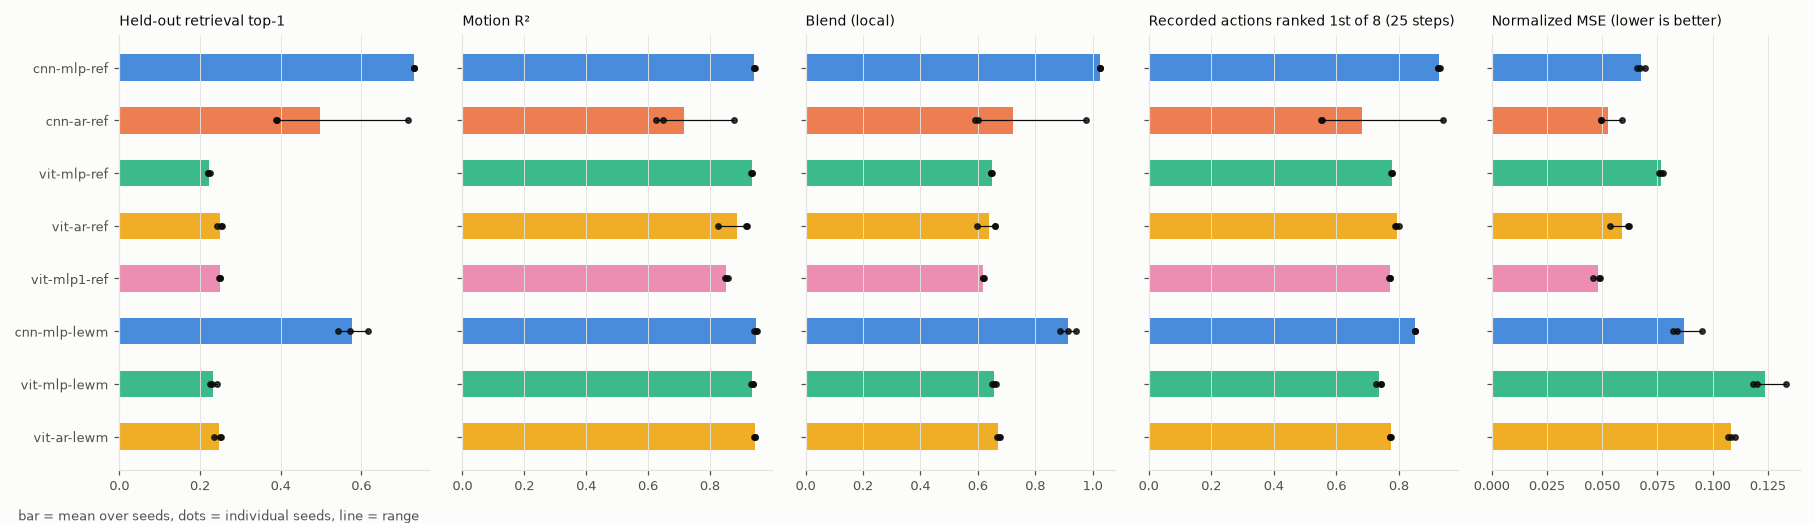 Held-out retrieval top-1
Motion R²
Blend (local)
Recorded actions ranked 1st of 8 (25 steps)
Normalized MSE (lower is better)
cnn-mlp-ref
cnn-ar-ref
vit-mlp-ref
vit-ar-ref
vit-mlp1-ref
cnn-mlp-lewm
vit-mlp-lewm
vit-ar-lewm
0.0 0.2 0.4 0.6
0.0 0.2 0.4 0.6 0.8
0.0 0.2 0.4 0.6 0.8 1.0
0.0 0.2 0.4 0.6 0.8
0.000 0.025 0.050 0.075 0.100 0.125
bar = mean over seeds, dots = individual seeds, line = range